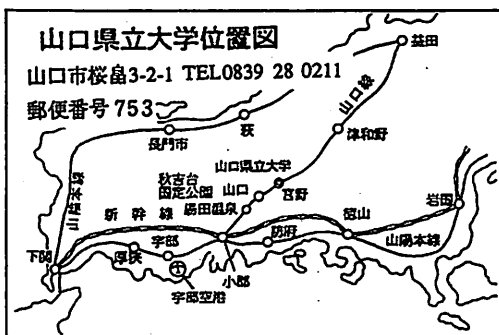 山口県立大学位置図
山口市桜畠3-2-1 TEL0839 28 0211
郵便番号 753
益田
山口線
萩
津和野
長門市
山口県立大学
秋吉台
国定公園
山口
宮野
湯田温泉
岩国
山陰本線
新幹線
徳山
宇部
防府
下関
厚狭
山陽本線
小郡
宇部空港